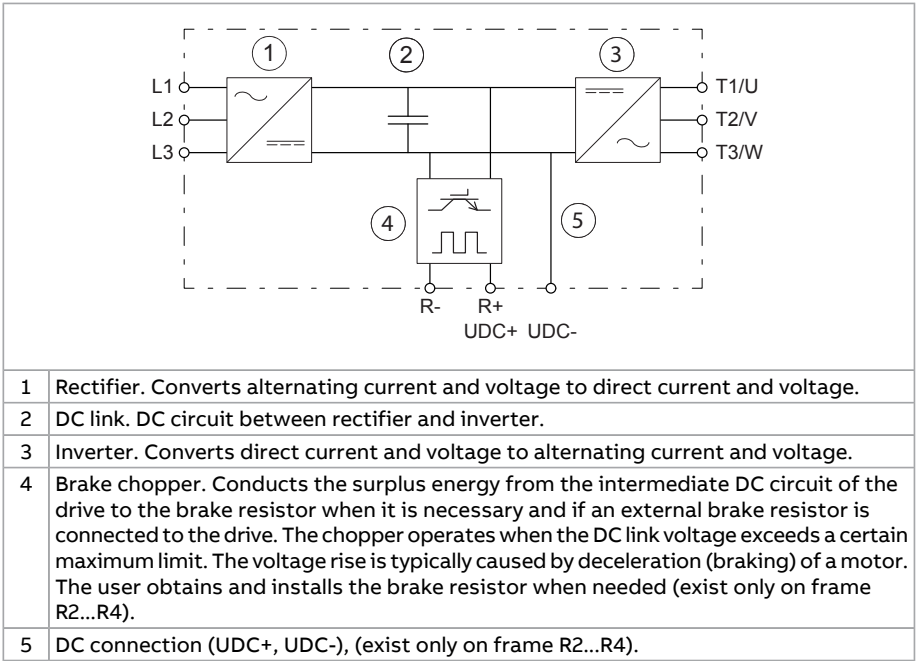 1 2 3
L1 T1/U
L2 T2/V
L3 T3/W
4 5
R- R+
UDC+ UDC-
1 Rectifier. Converts alternating current and voltage to direct current and voltage.
2 DC link. DC circuit between rectifier and inverter.
3 Inverter. Converts direct current and voltage to alternating current and voltage.
4 Brake chopper. Conducts the surplus energy from the intermediate DC circuit of the
drive to the brake resistor when it is necessary and if an external brake resistor is
connected to the drive. The chopper operates when the DC link voltage exceeds a certain
maximum limit. The voltage rise is typically caused by deceleration (braking) of a motor.
The user obtains and installs the brake resistor when needed (exist only on frame
R2...R4).
5 DC connection (UDC+, UDC-), (exist only on frame R2...R4).